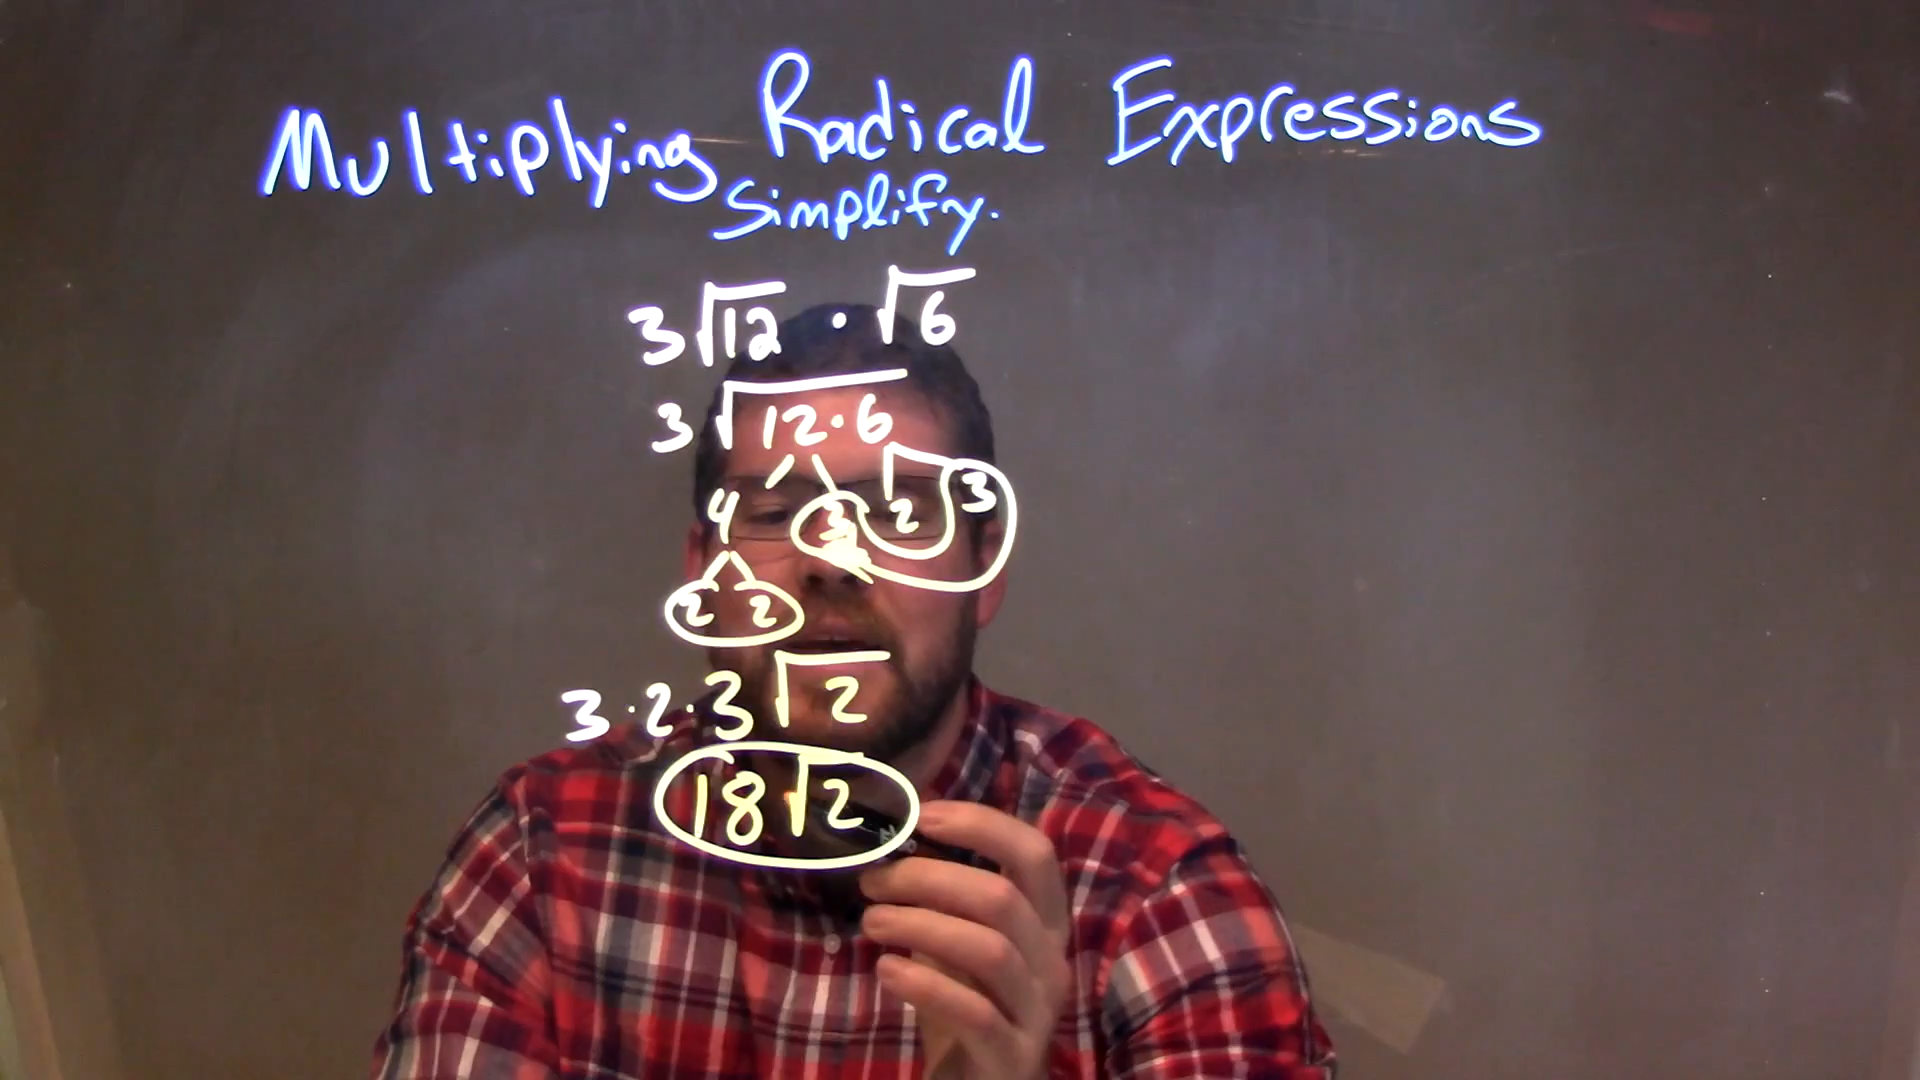 Multiplying Radical Expressions
Simplify.
3√12 · √6
3√12·6
4 3 2 3
2 2
3·2·3√2
18√2